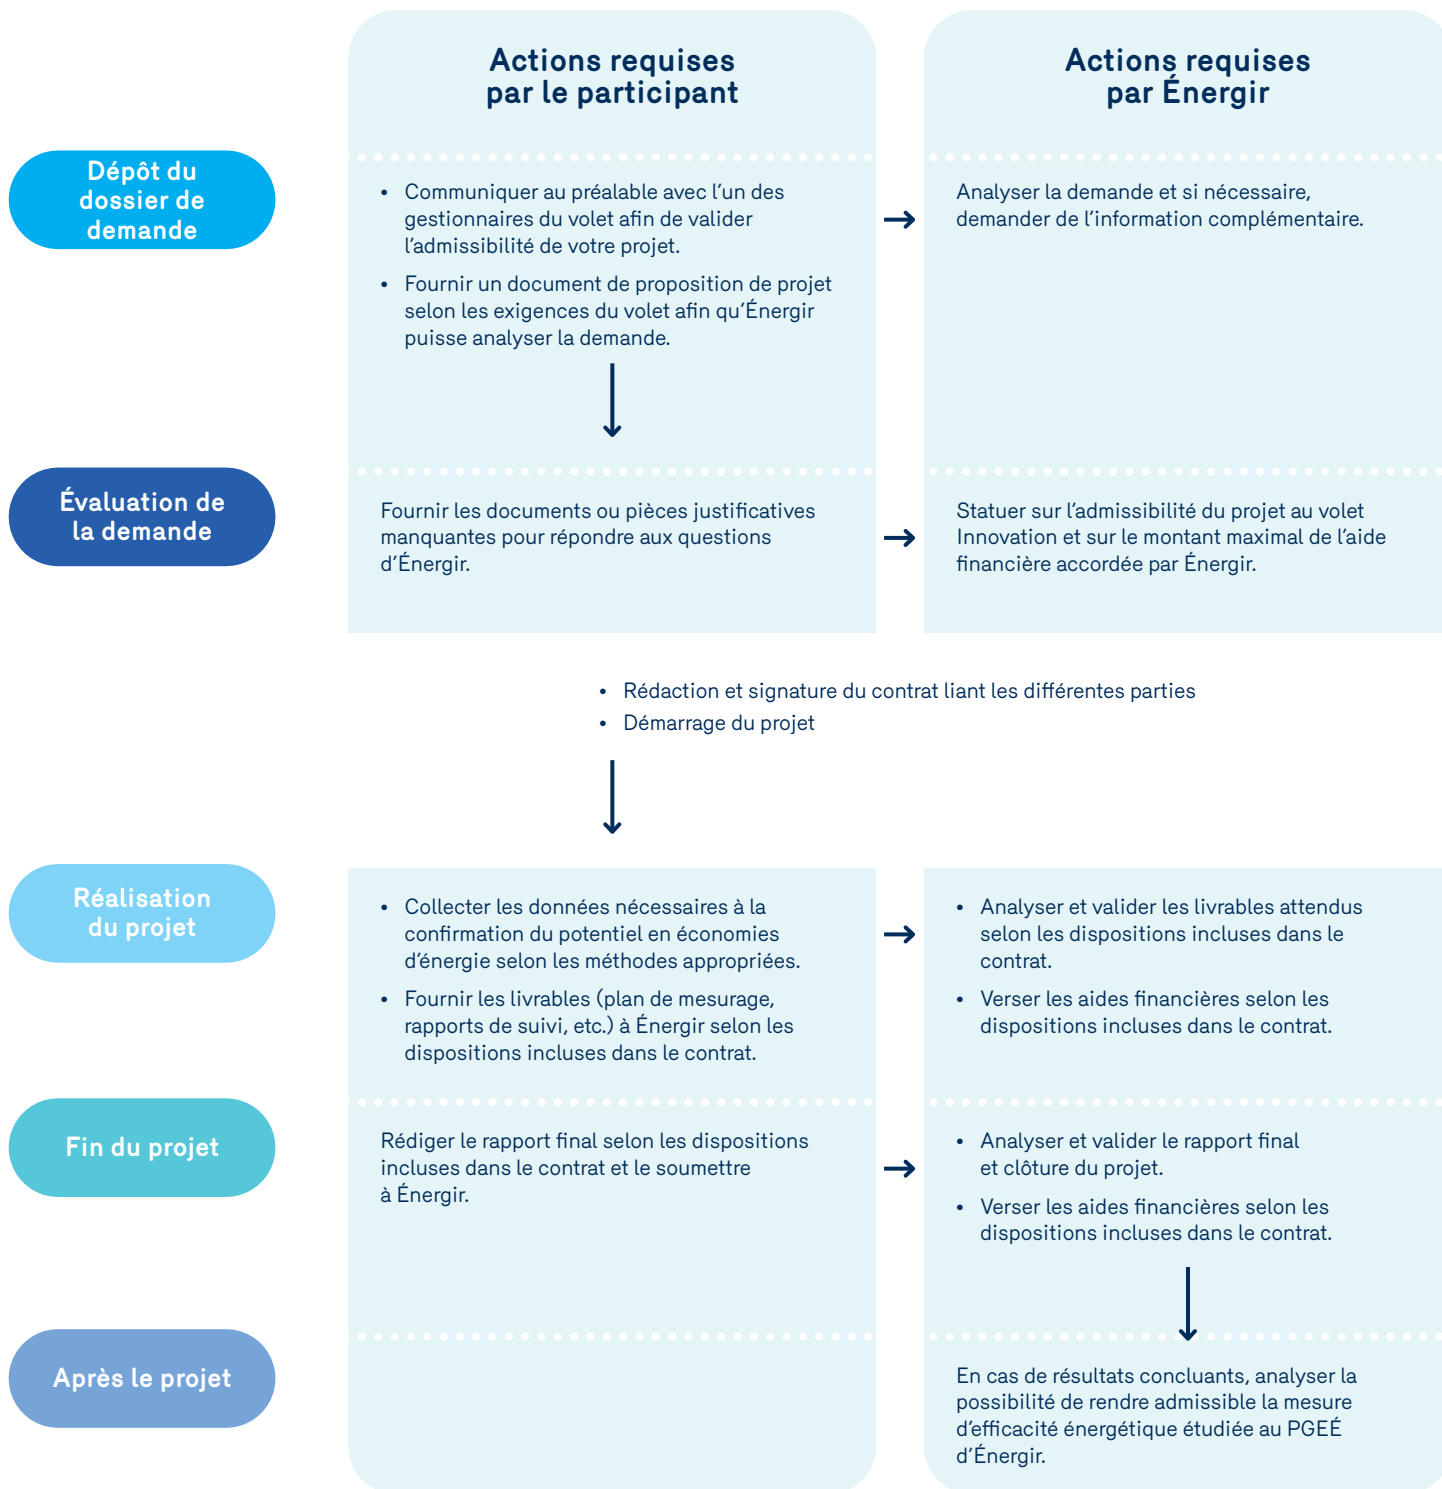 Actions requises
par le participant
Actions requises
par Énergir
Dépôt du
dossier de
demande
• Communiquer au préalable avec l’un des
gestionnaires du volet afin de valider
l’admissibilité de votre projet.
• Fournir un document de proposition de projet
selon les exigences du volet afin qu’Énergir
puisse analyser la demande.
Analyser la demande et si nécessaire,
demander de l’information complémentaire.
Évaluation de
la demande
Fournir les documents ou pièces justificatives
manquantes pour répondre aux questions
d’Énergir.
Statuer sur l’admissibilité du projet au volet
Innovation et sur le montant maximal de l’aide
financière accordée par Énergir.
• Rédaction et signature du contrat liant les différentes parties
• Démarrage du projet
Réalisation
du projet
• Collecter les données nécessaires à la
confirmation du potentiel en économies
d’énergie selon les méthodes appropriées.
• Fournir les livrables (plan de mesurage,
rapports de suivi, etc.) à Énergir selon les
dispositions incluses dans le contrat.
• Analyser et valider les livrables attendus
selon les dispositions incluses dans le
contrat.
• Verser les aides financières selon les
dispositions incluses dans le contrat.
Fin du projet
Rédiger le rapport final selon les dispositions
incluses dans le contrat et le soumettre
à Énergir.
• Analyser et valider le rapport final
et clôture du projet.
• Verser les aides financières selon les
dispositions incluses dans le contrat.
Après le projet
En cas de résultats concluants, analyser la
possibilité de rendre admissible la mesure
d’efficacité énergétique étudiée au PGEÉ
d’Énergir.